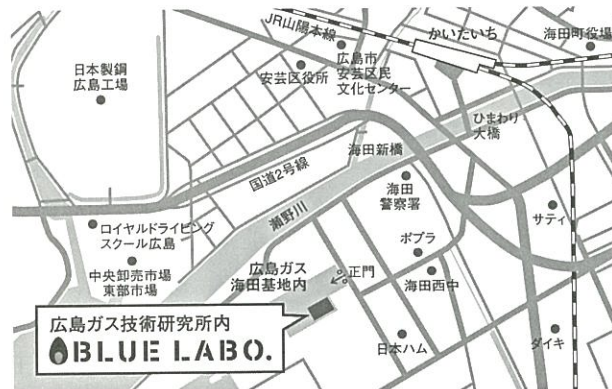 JR山陽本線
かいたいち
海田町役場
広島市
安芸区民
文化センター
安芸区役所
日本製鋼
広島工場
ひまわり
大橋
海田新橋
国道2号線
海田
警察署
瀬野川
サティ
ロイヤルドライビング
スクール広島
ポプラ
中央卸売市場
東部市場
広島ガス
海田基地内
正門
海田西中
広島ガス技術研究所内
BLUE LABO.
日本ハム
ダイキ